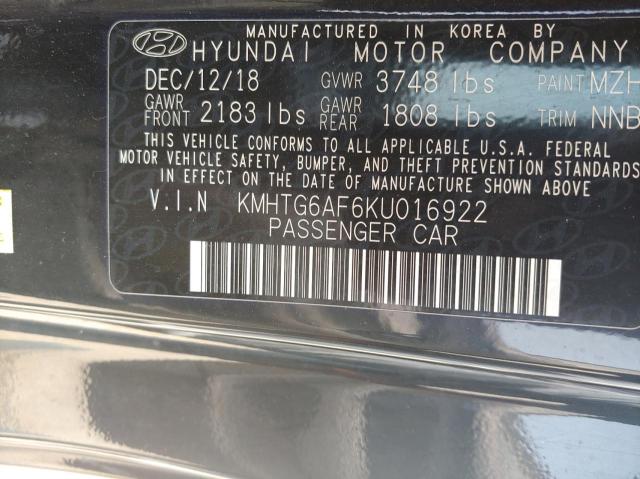 MANUFACTURED IN KOREA BY
HYUNDAI MOTOR COMPANY
DEC/12/18 GVWR 3748 lbs PAINT MZH
GAWR FRONT 2183 lbs GAWR REAR 1808 lbs TRIM NNB
THIS VEHICLE CONFORMS TO ALL APPLICABLE U.S.A. FEDERAL
MOTOR VEHICLE SAFETY, BUMPER, AND THEFT PREVENTION STANDARDS
IN EFFECT ON THE DATE OF MANUFACTURE SHOWN ABOVE
V.I.N KMHTG6AF6KU016922
PASSENGER CAR